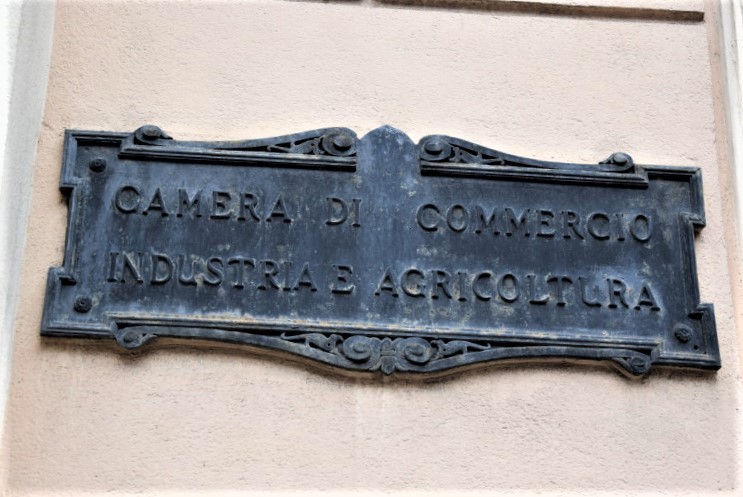 CAMERA DI COMMERCIO
INDUSTRIA E AGRICOLTURA